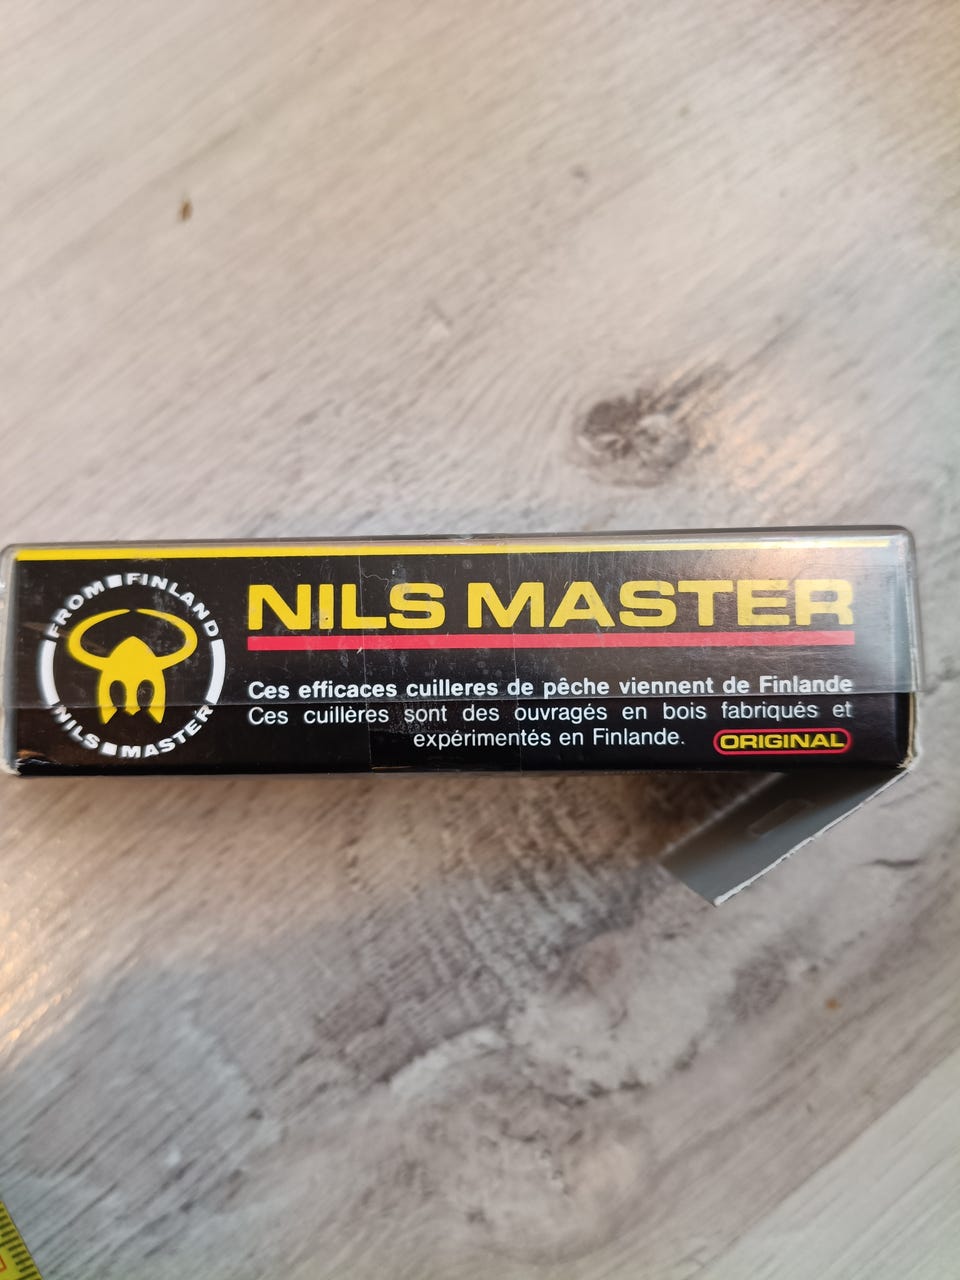 FROM FINLAND
NILS MASTER
NILS MASTER
Ces efficaces cuilleres de pêche viennent de Finlande
Ces cuillères sont des ouvragés en bois fabriqués et
expérimentés en Finlande.
ORIGINAL